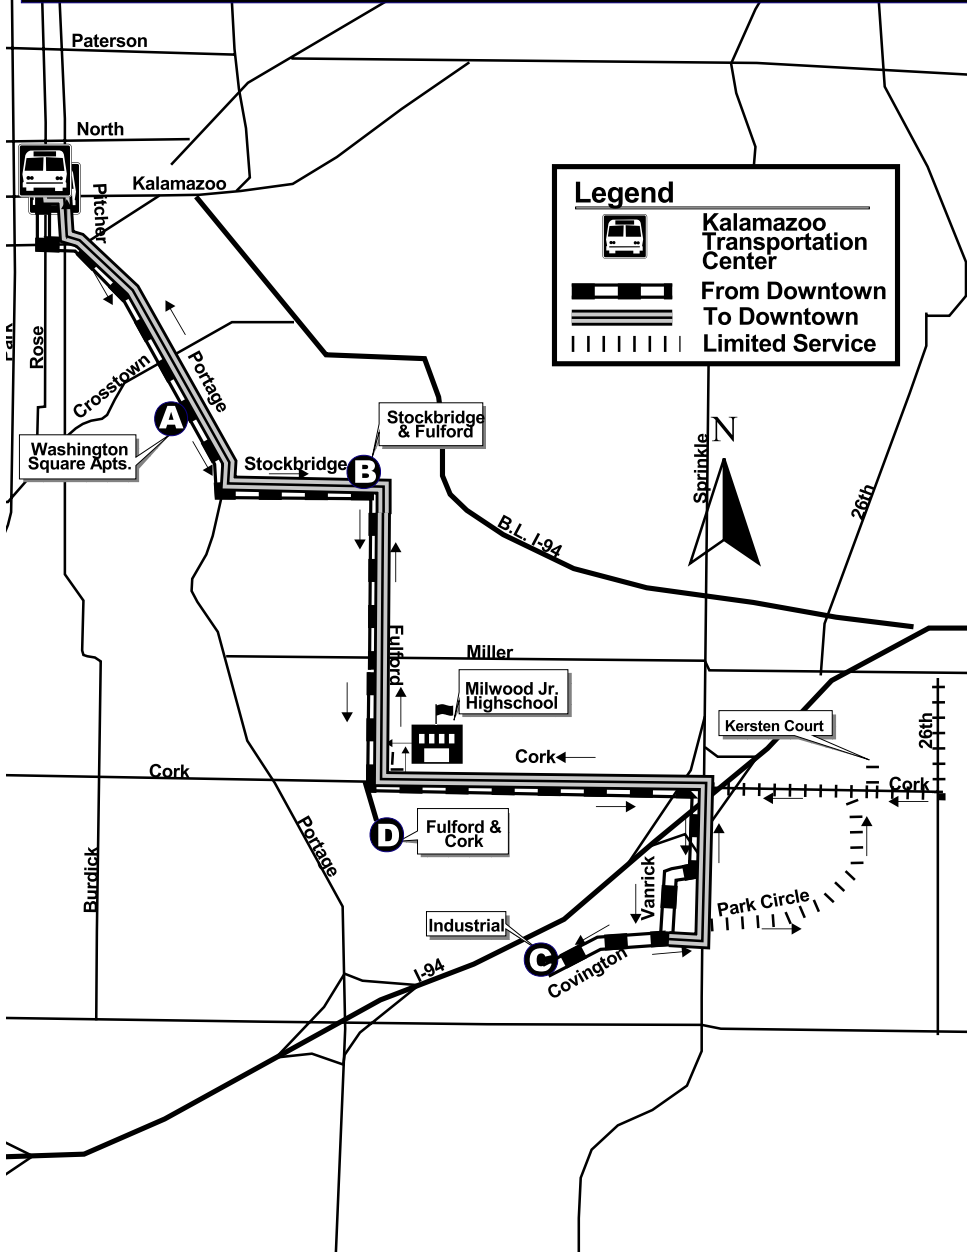 Paterson
North
Kalamazoo
Pitcher
Legend
Kalamazoo
Transportation
Center
From Downtown
To Downtown
Limited Service
Park
Rose
Crosstown
Portage
A
Washington
Square Apts.
Stockbridge
& Fulford
Stockbridge
B
N
Sprinkle
26th
B.L. I-94
Fulford
Miller
Milwood Jr.
Highschool
Kersten Court
26th
Cork
Cork
Cork
D
Fulford &
Cork
Portage
Burdick
Vanrick
Park Circle
Industrial
C
Covington
I-94